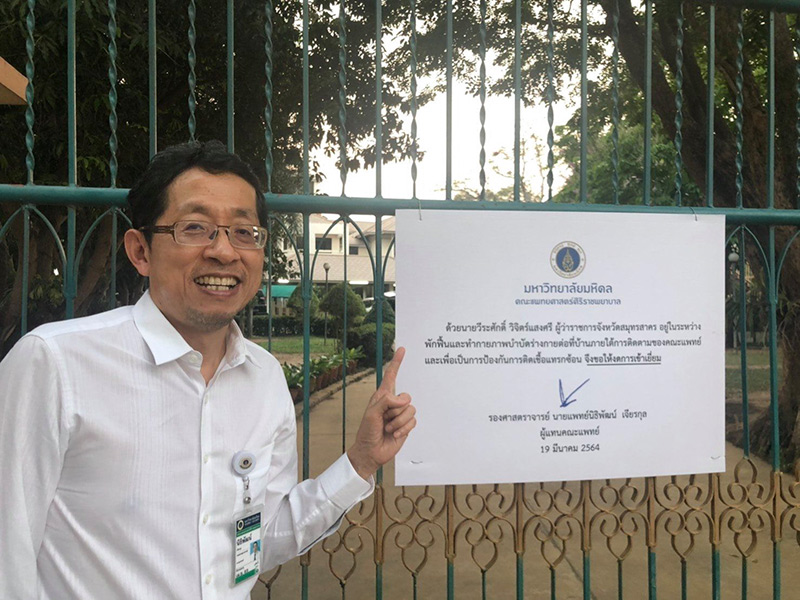 มหาวิทยาลัยมหิดล
คณะแพทยศาสตร์ศิริราชพยาบาล
ด้วยนายวีระศักดิ์ วิจิตร์แสงศรี ผู้ว่าราชการจังหวัดสมุทรสาคร อยู่ในระหว่าง
พักฟื้นและทำกายภาพบำบัดร่างกายต่อที่บ้านภายใต้การติดตามของคณะแพทย์
และเพื่อเป็นการป้องกันการติดเชื้อแทรกซ้อน จึงขอให้งดการเข้าเยี่ยม
รองศาสตราจารย์ นายแพทย์นิธิพัฒน์ เจียรกุล
ผู้แทนคณะแพทย์
19 มีนาคม 2564
นิธิพัฒน์